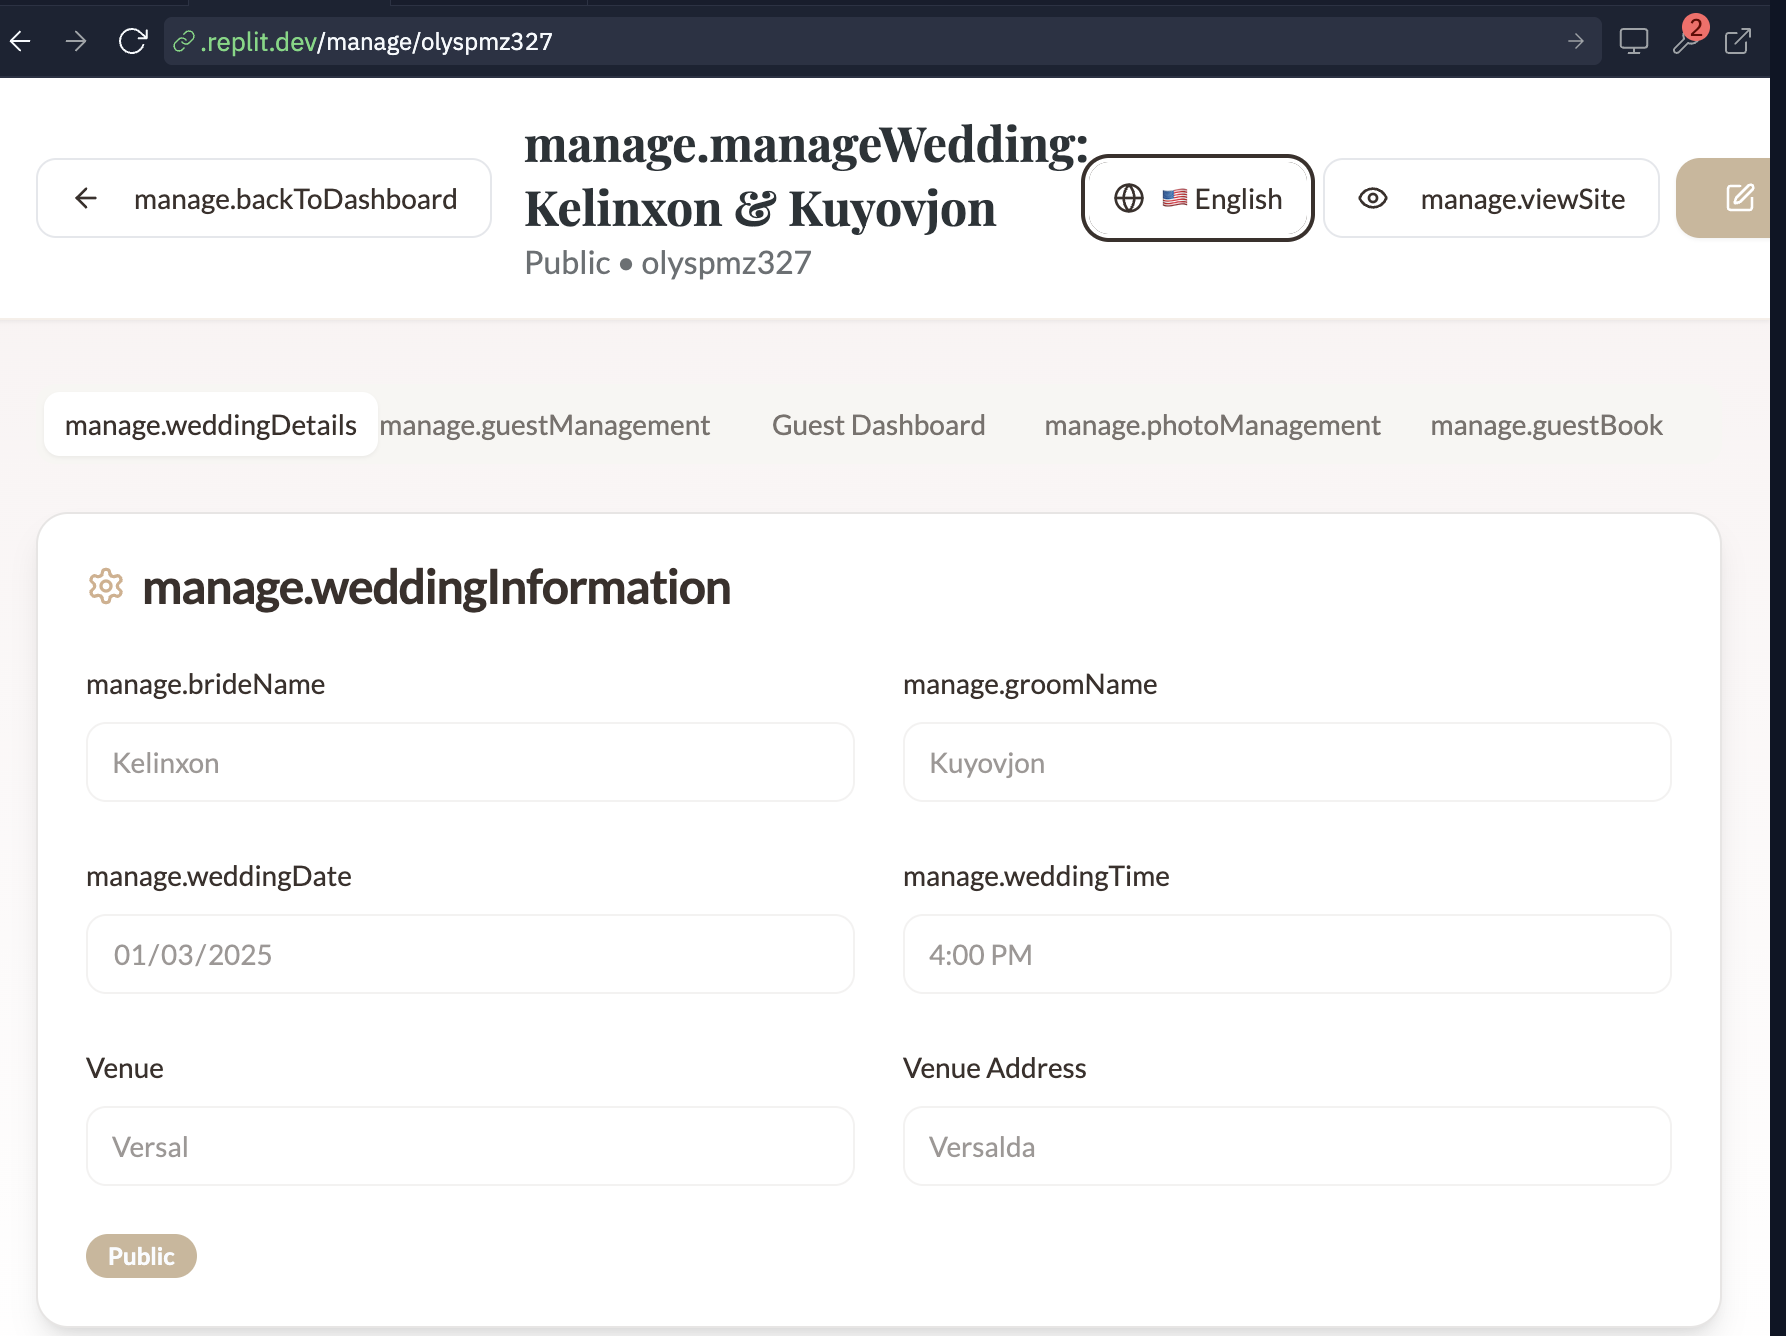 .replit.dev/manage/olyspmz327
2
manage.backToDashboard
manage.manageWedding:
Kelinxon & Kuyovjon
Public • olyspmz327
🇺🇸 English
manage.viewSite
manage.weddingDetails
manage.guestManagement
Guest Dashboard
manage.photoManagement
manage.guestBook
manage.weddingInformation
manage.brideName
manage.groomName
Kelinxon
Kuyovjon
manage.weddingDate
manage.weddingTime
01/03/2025
4:00 PM
Venue
Venue Address
Versal
Versalda
Public